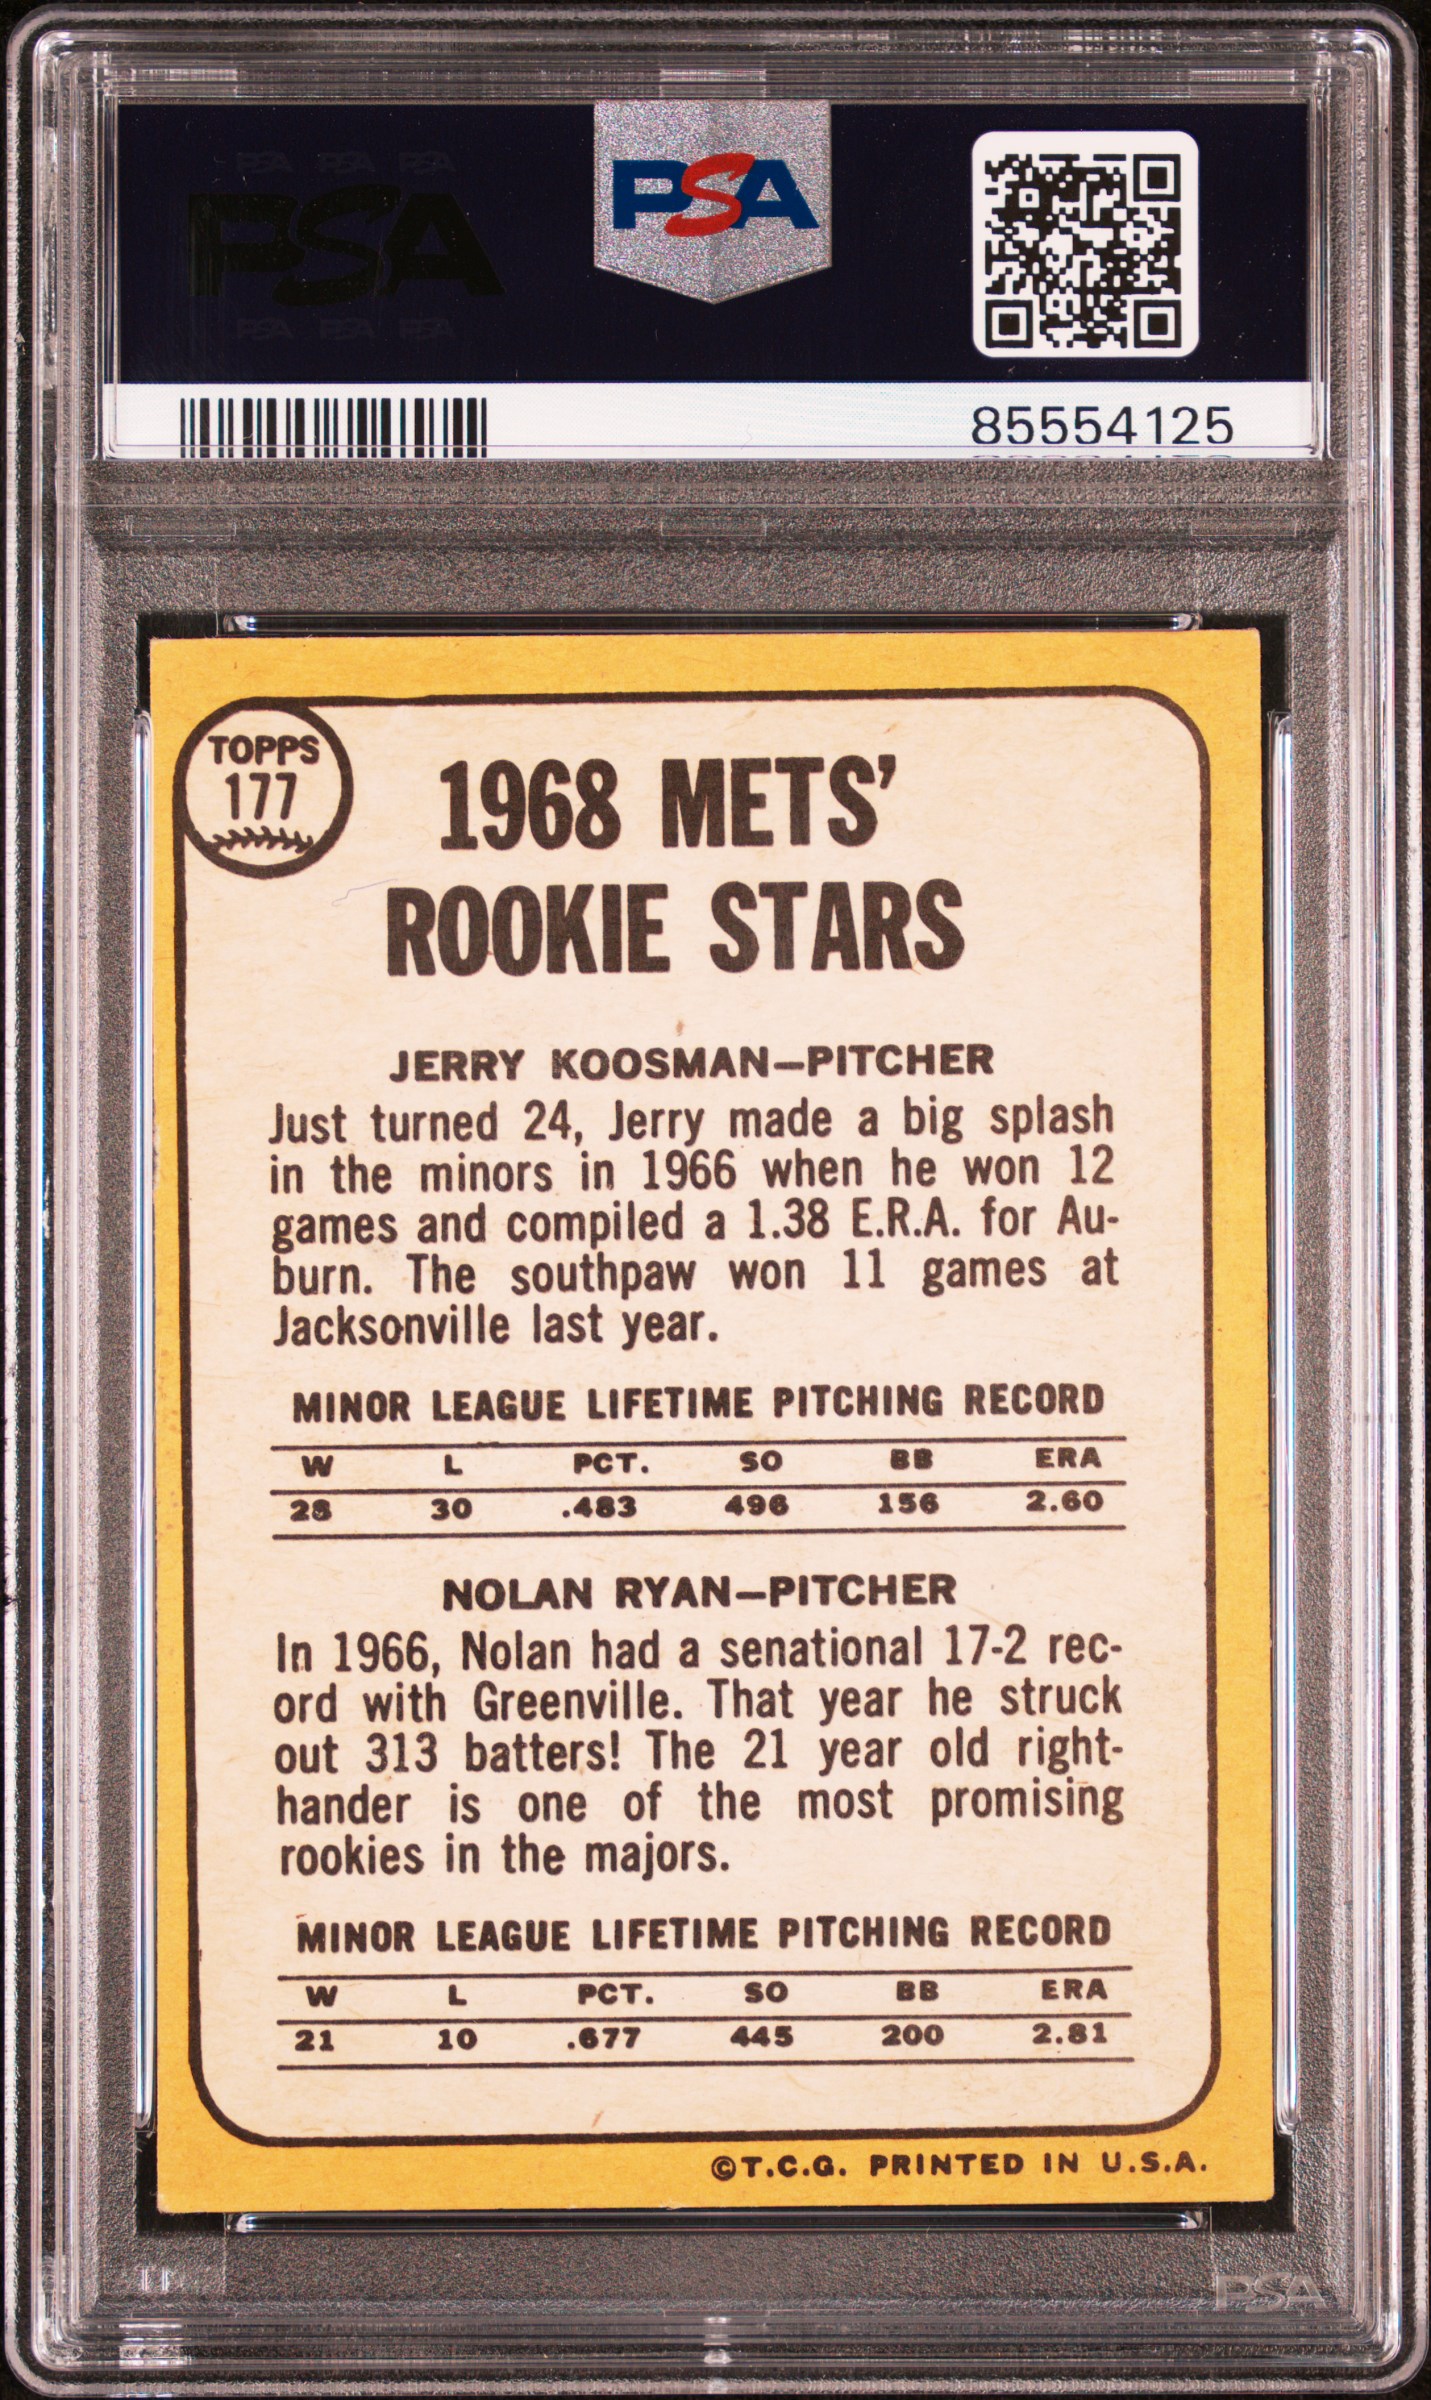 PSA PSA PSA
PSA
PSA PSA PSA
PSA
85554125
TOPPS
177
1968 METS'
ROOKIE STARS
JERRY KOOSMAN—PITCHER
Just turned 24, Jerry made a big splash
in the minors in 1966 when he won 12
games and compiled a 1.38 E.R.A. for Au-
burn. The southpaw won 11 games at
Jacksonville last year.
MINOR LEAGUE LIFETIME PITCHING RECORD
W L PCT. SO BB ERA
28 30 .483 496 156 2.60
NOLAN RYAN—PITCHER
In 1966, Nolan had a senational 17-2 rec-
ord with Greenville. That year he struck
out 313 batters! The 21 year old right-
hander is one of the most promising
rookies in the majors.
MINOR LEAGUE LIFETIME PITCHING RECORD
W L PCT. SO BB ERA
21 10 .677 445 200 2.81
©T.C.G. PRINTED IN U.S.A.
PSA